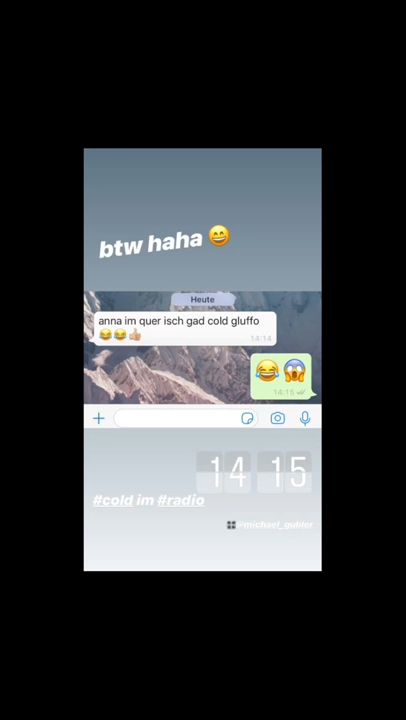 btw haha 😄
Heute
anna im quer isch gad cold gluffo
😂😂👍🏼
14:14
😂😱
14:15
14 15
#cold im #radio
@michael_gubler